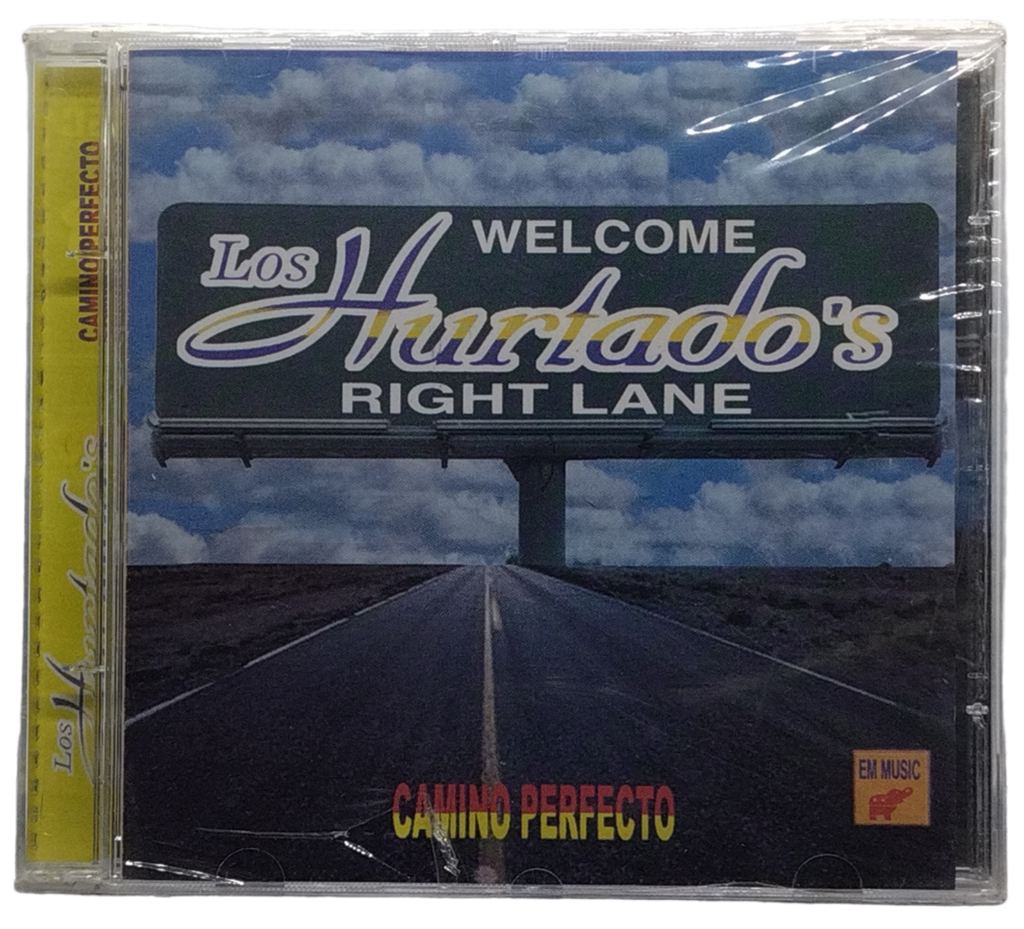 CAMINO PERFECTO
Los Hurtado's
WELCOME
Los
Hurtado's
RIGHT LANE
CAMINO PERFECTO
EM MUSIC